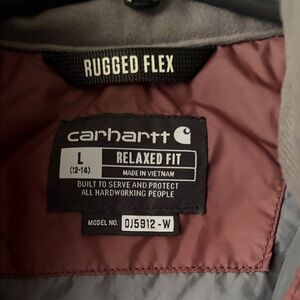 RUGGED FLEX
carhartt
L
(12-14)
RELAXED FIT
MADE IN VIETNAM
BUILT TO SERVE AND PROTECT
ALL HARDWORKING PEOPLE
MODEL NO. OJ5912-W